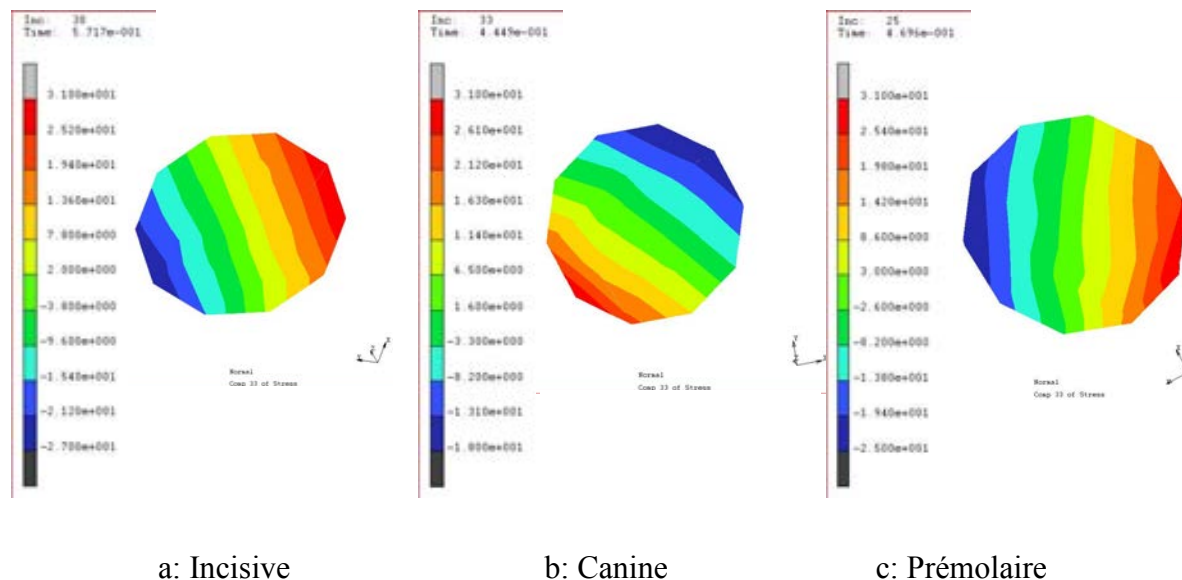 Inc: 38
Time: 5.717e-001
3.100e+001
2.520e+001
1.940e+001
1.360e+001
7.800e+000
2.000e+000
-3.800e+000
-9.600e+000
-1.540e+001
-2.120e+001
-2.700e+001
Normal
Comp 33 of Stress
Inc: 33
Time: 4.449e-001
3.100e+001
2.610e+001
2.120e+001
1.630e+001
1.140e+001
6.500e+000
1.600e+000
-3.300e+000
-8.200e+000
-1.310e+001
-1.800e+001
Normal
Comp 33 of Stress
Inc: 25
Time: 4.696e-001
3.100e+001
2.540e+001
1.980e+001
1.420e+001
8.600e+000
3.000e+000
-2.600e+000
-8.200e+000
-1.380e+001
-1.940e+001
-2.500e+001
Normal
Comp 33 of Stress
a: Incisive
b: Canine
c: Prémolaire